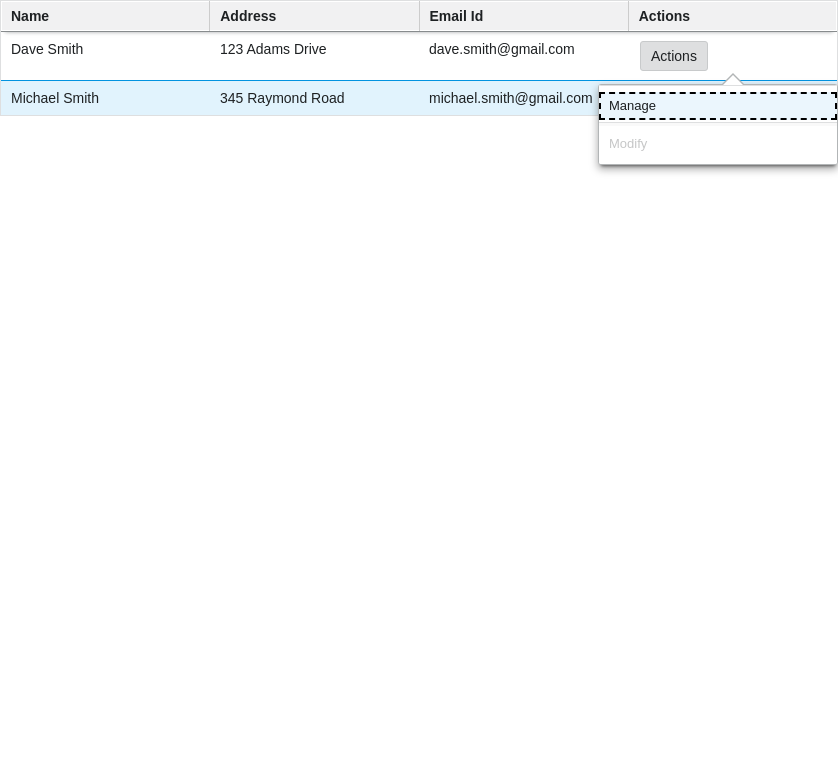 Name Address Email Id Actions
Dave Smith 123 Adams Drive dave.smith@gmail.com Actions
Michael Smith 345 Raymond Road michael.smith@gmail.com
Manage
Modify